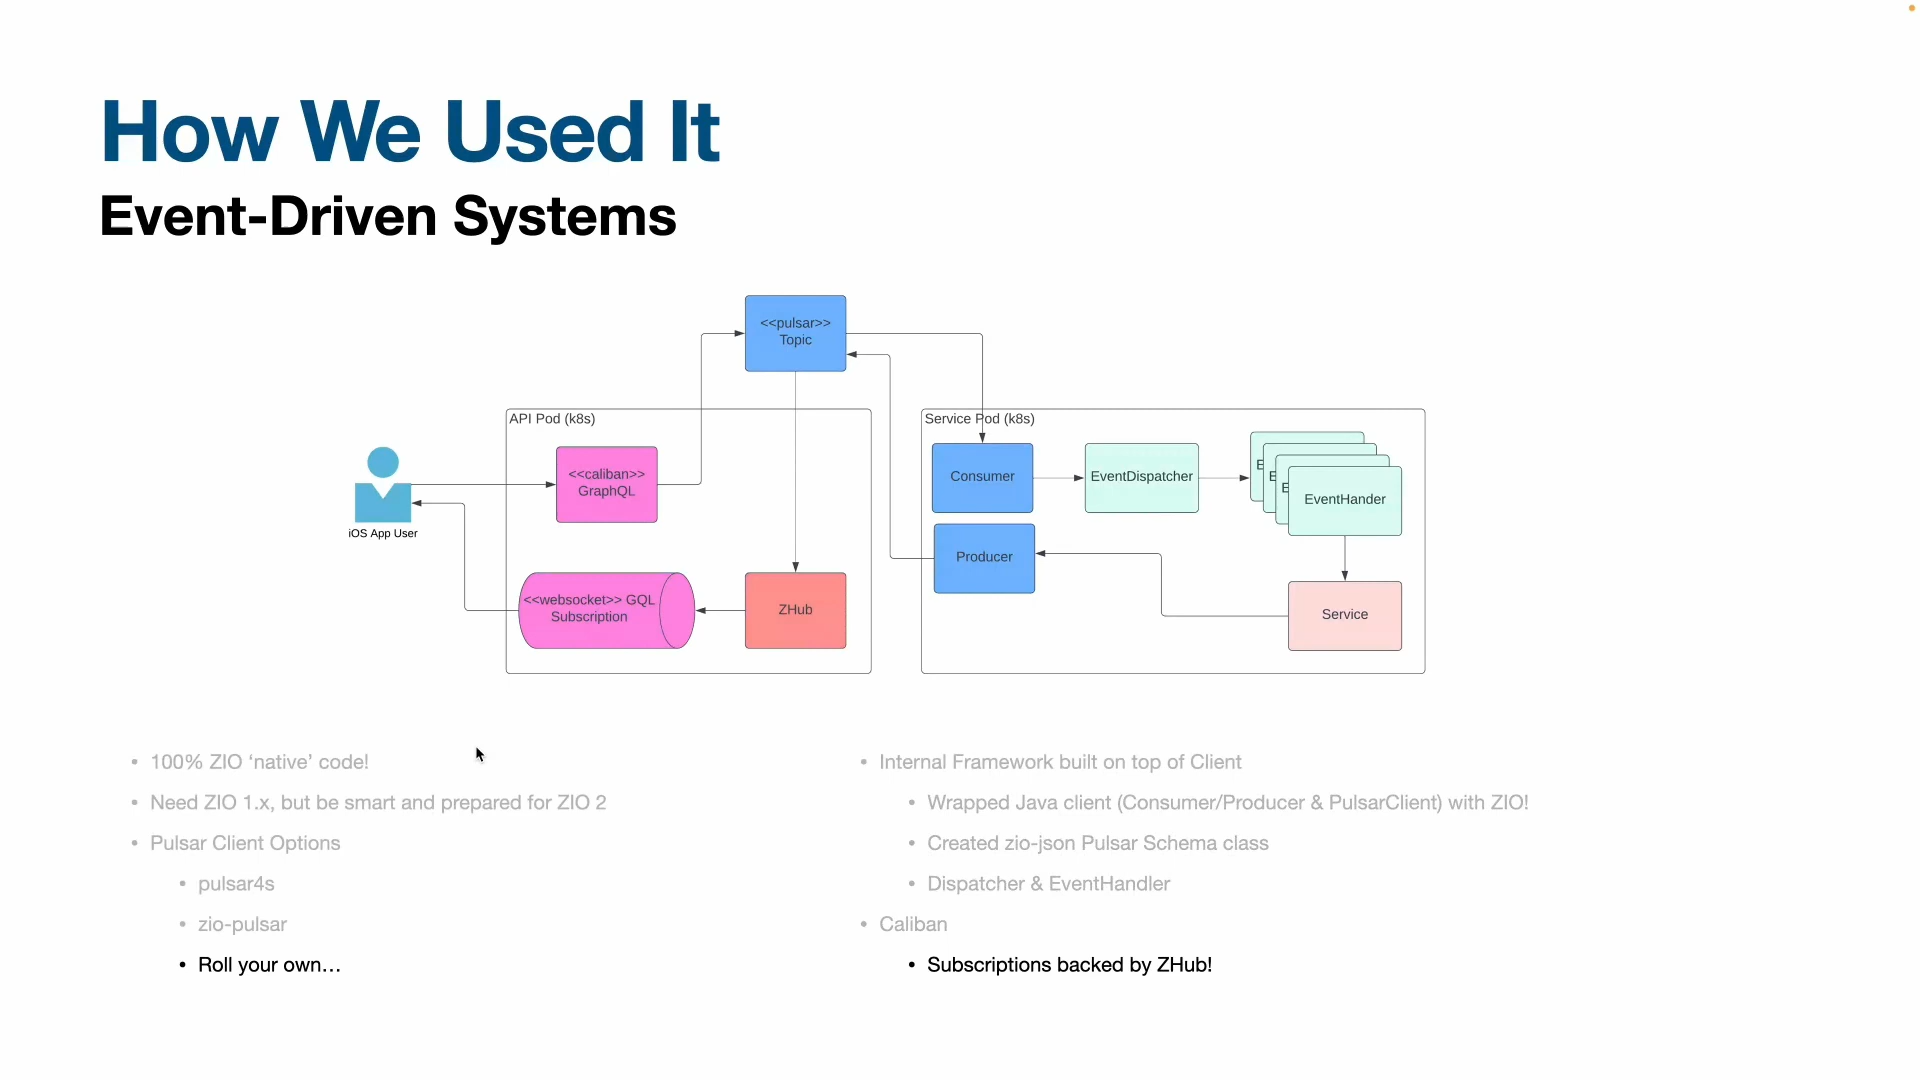 How We Used It
Event-Driven Systems
<<pulsar>>
Topic
API Pod (k8s)
Service Pod (k8s)
<<caliban>>
GraphQL
Consumer
EventDispatcher
E
E
E
EventHander
iOS App User
Producer
<<websocket>> GQL
Subscription
ZHub
Service
• 100% ZIO ‘native’ code!
• Need ZIO 1.x, but be smart and prepared for ZIO 2
• Pulsar Client Options
• pulsar4s
• zio-pulsar
• Roll your own…
• Internal Framework built on top of Client
• Wrapped Java client (Consumer/Producer & PulsarClient) with ZIO!
• Created zio-json Pulsar Schema class
• Dispatcher & EventHandler
• Caliban
• Subscriptions backed by ZHub!